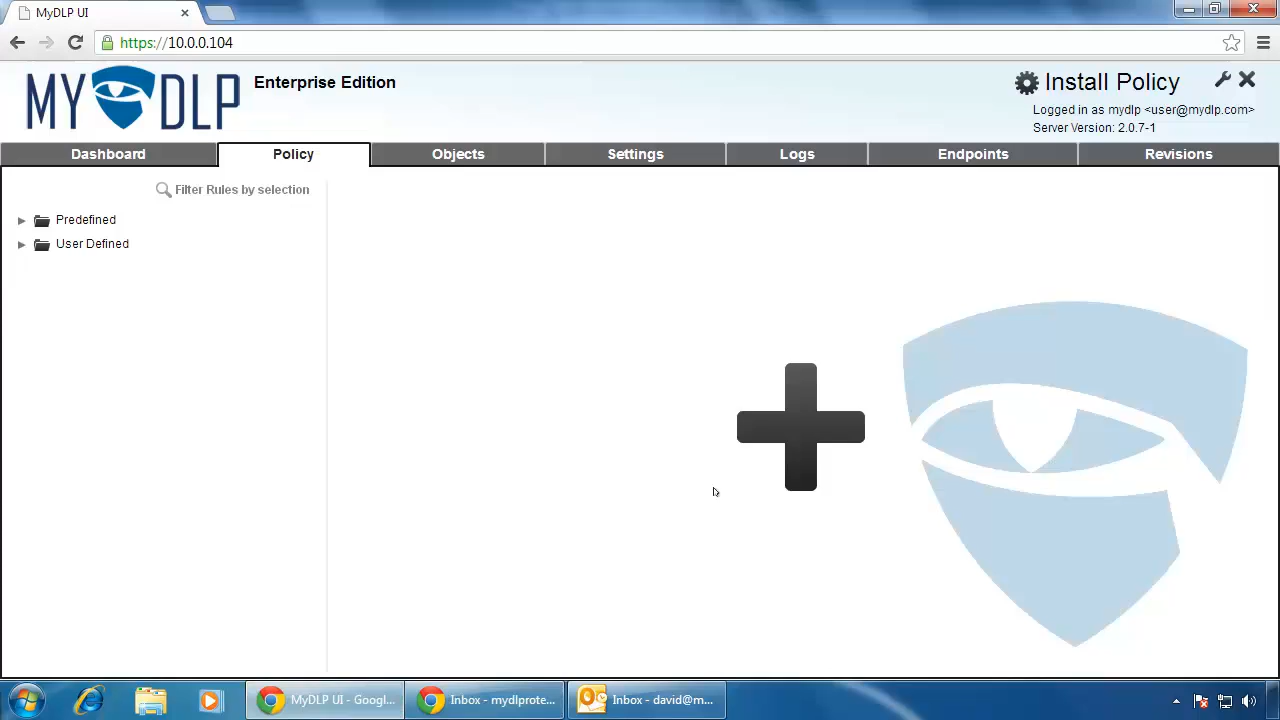 MyDLP UI
https://10.0.0.104
MY DLP
Enterprise Edition
Install Policy
Logged in as mydlp <user@mydlp.com>
Server Version: 2.0.7-1
Dashboard
Policy
Objects
Settings
Logs
Endpoints
Revisions
Filter Rules by selection
Predefined
User Defined
MyDLP UI - Googl...
Inbox - mydlprote...
Inbox - david@m...